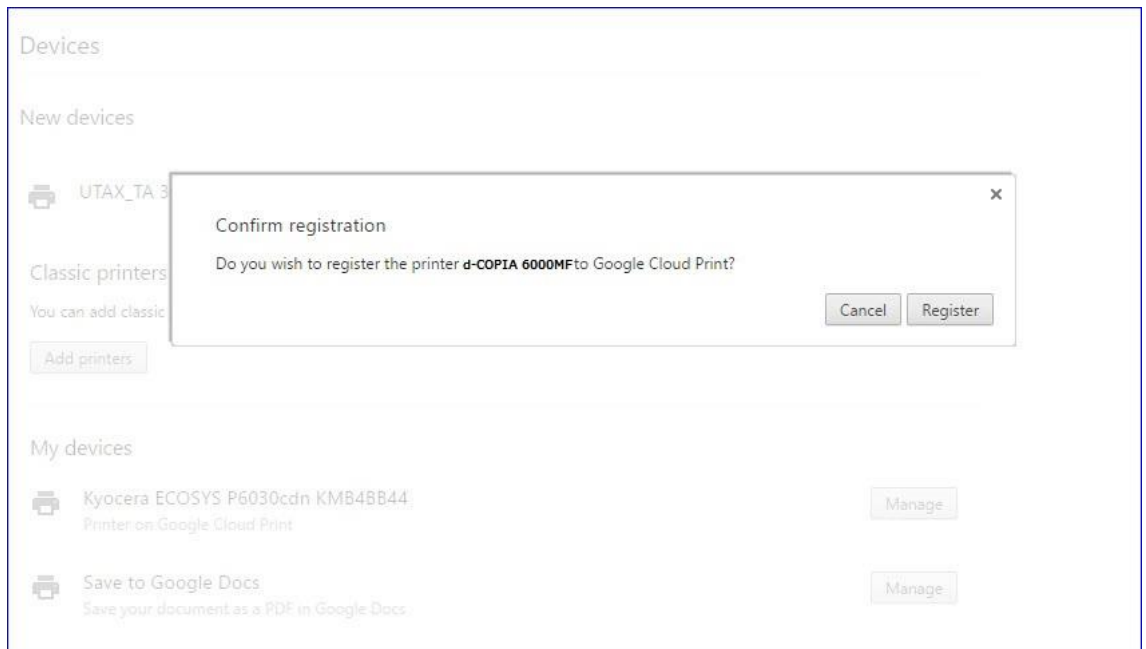 Devices
New devices
UTAX_TA 3
Confirm registration
Do you wish to register the printer d-COPIA 6000MFto Google Cloud Print?
Cancel Register
Classic printers
You can add classic
Add printers
My devices
Kyocera ECOSYS P6030cdn KMB4BB44
Printer on Google Cloud Print
Manage
Save to Google Docs
Save your document as a PDF in Google Docs
Manage